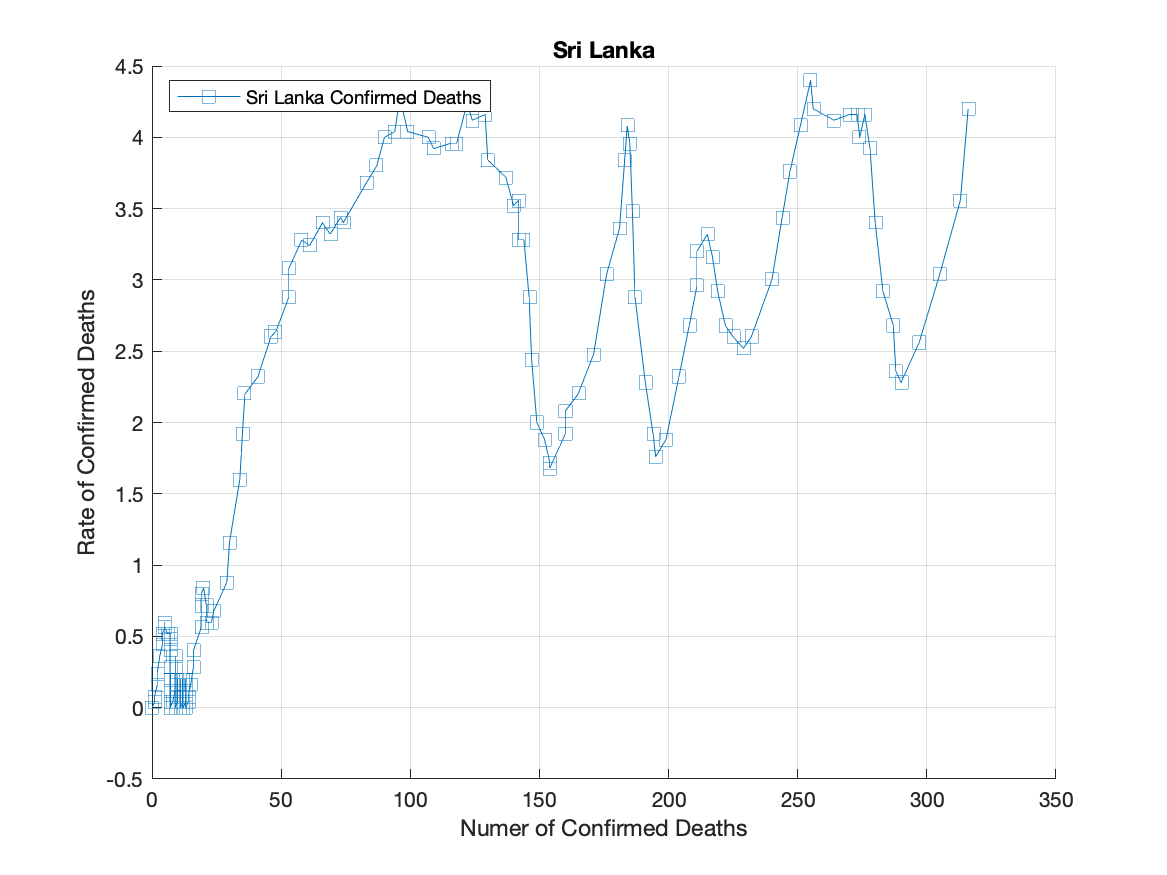 Sri Lanka
Sri Lanka Confirmed Deaths
4.5
4
3.5
3
2.5
2
1.5
1
0.5
0
-0.5
Rate of Confirmed Deaths
0 50 100 150 200 250 300 350
Numer of Confirmed Deaths